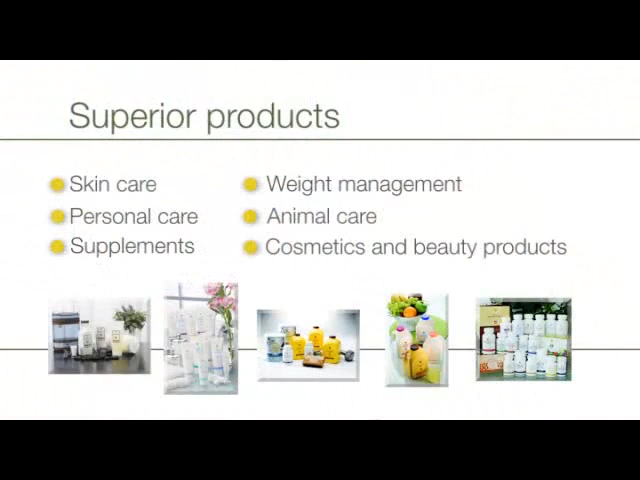 Superior products
Skin care
Personal care
Supplements
Weight management
Animal care
Cosmetics and beauty products